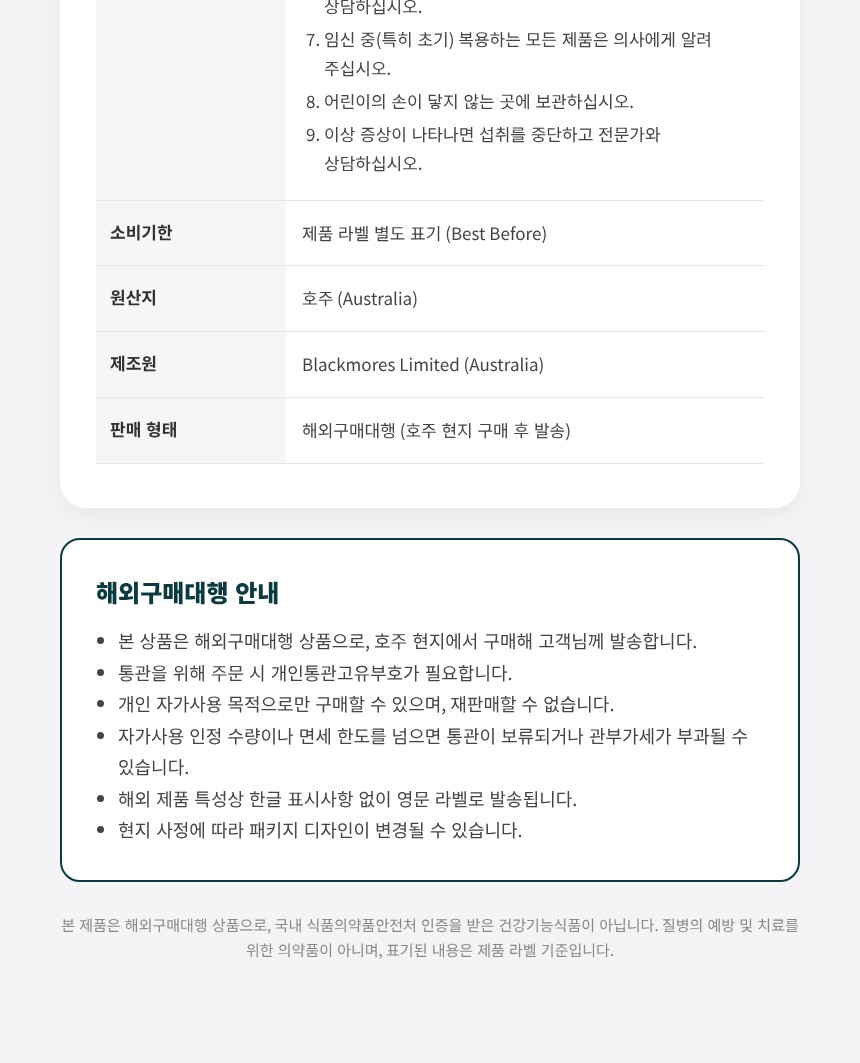 상담하십시오.
7. 임신 중(특히 초기) 복용하는 모든 제품은 의사에게 알려
주십시오.
8. 어린이의 손이 닿지 않는 곳에 보관하십시오.
9. 이상 증상이 나타나면 섭취를 중단하고 전문가와
상담하십시오.
소비기한 제품 라벨 별도 표기 (Best Before)
원산지 호주 (Australia)
제조원 Blackmores Limited (Australia)
판매 형태 해외구매대행 (호주 현지 구매 후 발송)
해외구매대행 안내
• 본 상품은 해외구매대행 상품으로, 호주 현지에서 구매해 고객님께 발송합니다.
• 통관을 위해 주문 시 개인통관고유부호가 필요합니다.
• 개인 자가사용 목적으로만 구매할 수 있으며, 재판매할 수 없습니다.
• 자가사용 인정 수량이나 면세 한도를 넘으면 통관이 보류되거나 관부가세가 부과될 수
있습니다.
• 해외 제품 특성상 한글 표시사항 없이 영문 라벨로 발송됩니다.
• 현지 사정에 따라 패키지 디자인이 변경될 수 있습니다.
본 제품은 해외구매대행 상품으로, 국내 식품의약품안전처 인증을 받은 건강기능식품이 아닙니다. 질병의 예방 및 치료를
위한 의약품이 아니며, 표기된 내용은 제품 라벨 기준입니다.